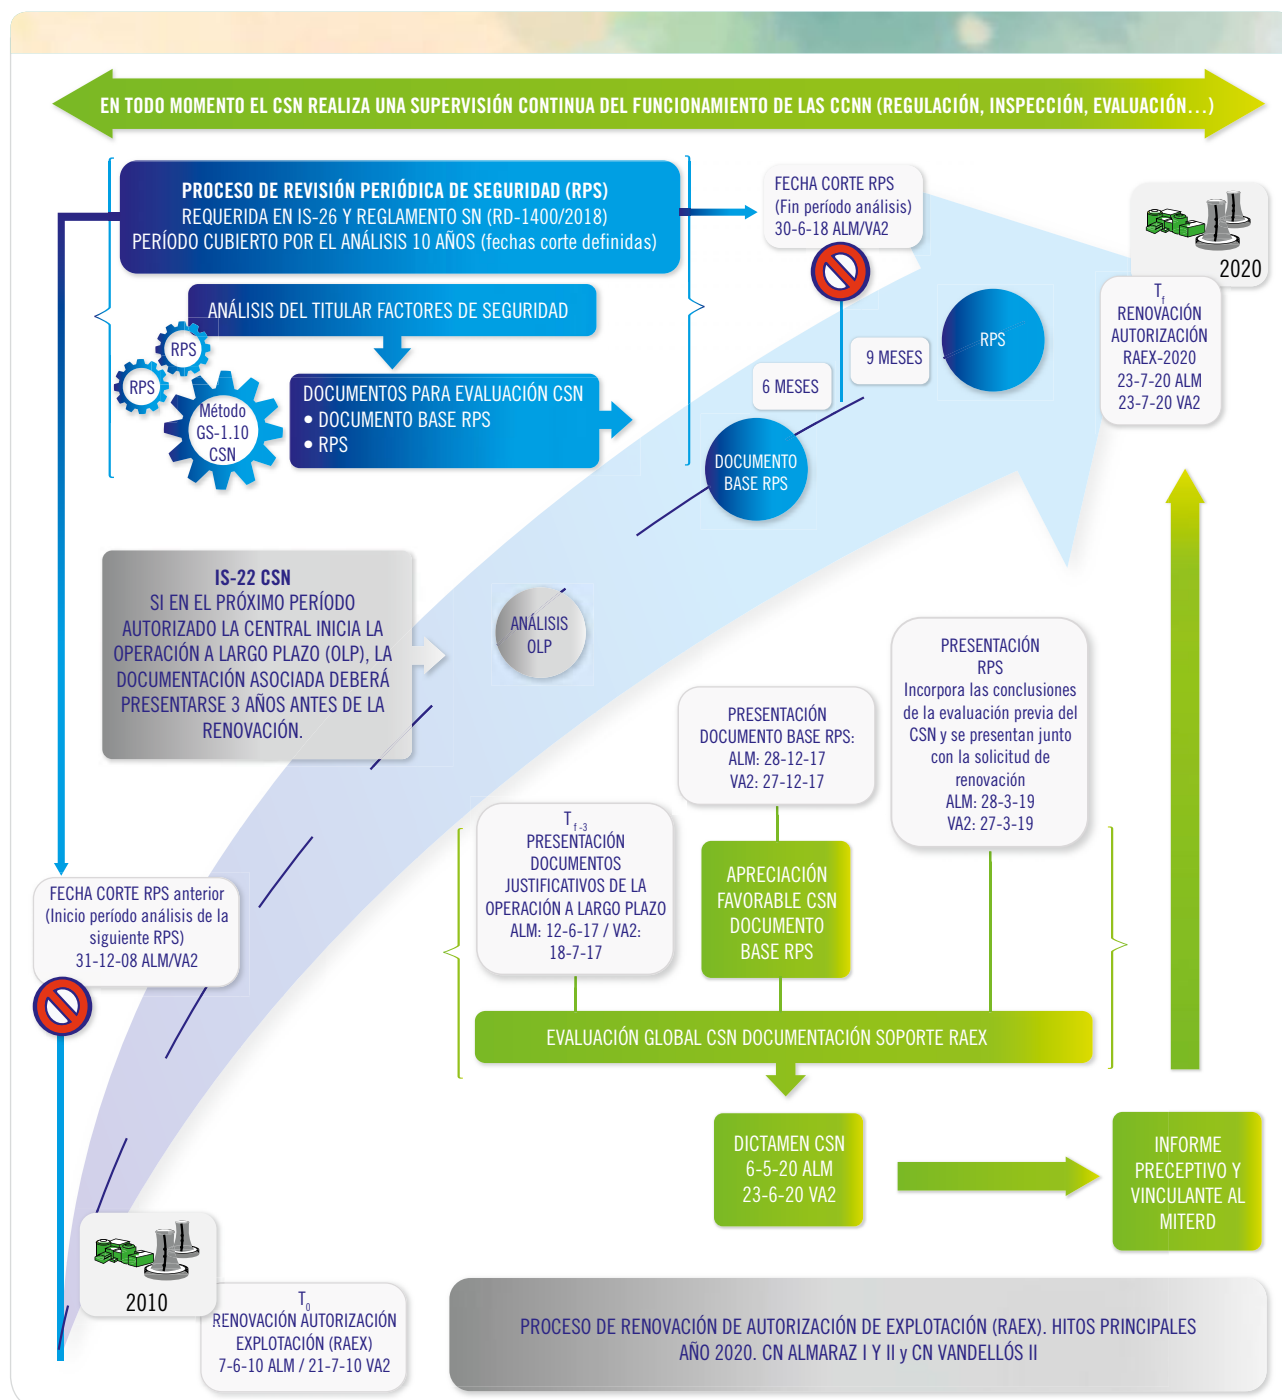 EN TODO MOMENTO EL CSN REALIZA UNA SUPERVISIÓN CONTINUA DEL FUNCIONAMIENTO DE LAS CCNN (REGULACIÓN, INSPECCIÓN, EVALUACIÓN…)
PROCESO DE REVISIÓN PERIÓDICA DE SEGURIDAD (RPS)
REQUERIDA EN IS-26 Y REGLAMENTO SN (RD-1400/2018)
PERÍODO CUBIERTO POR EL ANÁLISIS 10 AÑOS (fechas corte definidas)
FECHA CORTE RPS
(Fin período análisis)
30-6-18 ALM/VA2
2020
T f
RENOVACIÓN
AUTORIZACIÓN
RAEX-2020
23-7-20 ALM
23-7-20 VA2
ANÁLISIS DEL TITULAR FACTORES DE SEGURIDAD
RPS
RPS
Método
GS-1.10
CSN
DOCUMENTOS PARA EVALUACIÓN CSN
• DOCUMENTO BASE RPS
• RPS
6 MESES
9 MESES
RPS
DOCUMENTO
BASE RPS
IS-22 CSN
SI EN EL PRÓXIMO PERÍODO
AUTORIZADO LA CENTRAL INICIA LA
OPERACIÓN A LARGO PLAZO (OLP), LA
DOCUMENTACIÓN ASOCIADA DEBERÁ
PRESENTARSE 3 AÑOS ANTES DE LA
RENOVACIÓN.
ANÁLISIS
OLP
PRESENTACIÓN
RPS
Incorpora las conclusiones
de la evaluación previa del
CSN y se presentan junto
con la solicitud de
renovación
ALM: 28-3-19
VA2: 27-3-19
PRESENTACIÓN
DOCUMENTO BASE RPS:
ALM: 28-12-17
VA2: 27-12-17
T f-3
PRESENTACIÓN
DOCUMENTOS
JUSTIFICATIVOS DE LA
OPERACIÓN A LARGO PLAZO
ALM: 12-6-17 / VA2:
18-7-17
APRECIACIÓN
FAVORABLE CSN
DOCUMENTO
BASE RPS
FECHA CORTE RPS anterior
(Inicio período análisis de la
siguiente RPS)
31-12-08 ALM/VA2
EVALUACIÓN GLOBAL CSN DOCUMENTACIÓN SOPORTE RAEX
DICTAMEN CSN
6-5-20 ALM
23-6-20 VA2
INFORME
PRECEPTIVO Y
VINCULANTE AL
MITERD
2010
T 0
RENOVACIÓN AUTORIZACIÓN
EXPLOTACIÓN (RAEX)
7-6-10 ALM / 21-7-10 VA2
PROCESO DE RENOVACIÓN DE AUTORIZACIÓN DE EXPLOTACIÓN (RAEX). HITOS PRINCIPALES
AÑO 2020. CN ALMARAZ I Y II y CN VANDELLÓS II